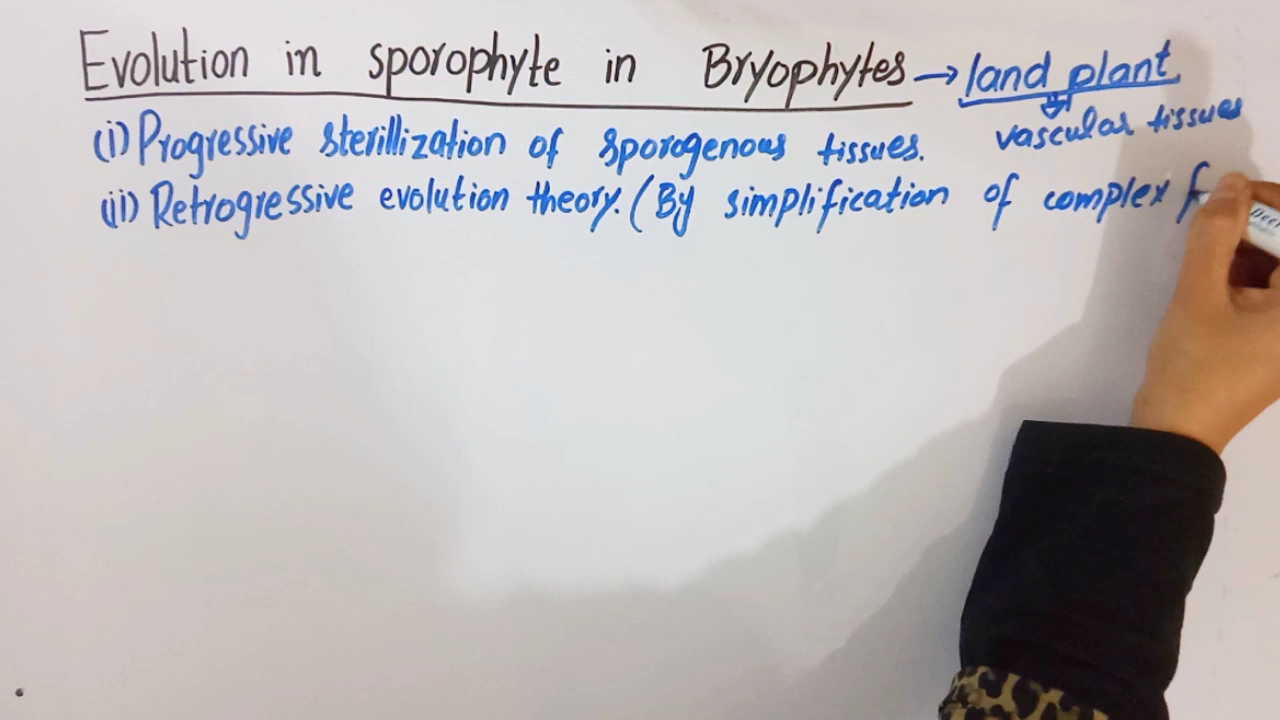 Evolution in sporophyte in Bryophytes → land plant
vascular tissues
(i) Progressive sterillization of sporogenous tissues.
(ii) Retrogressive evolution theory. (By simplification of complex f